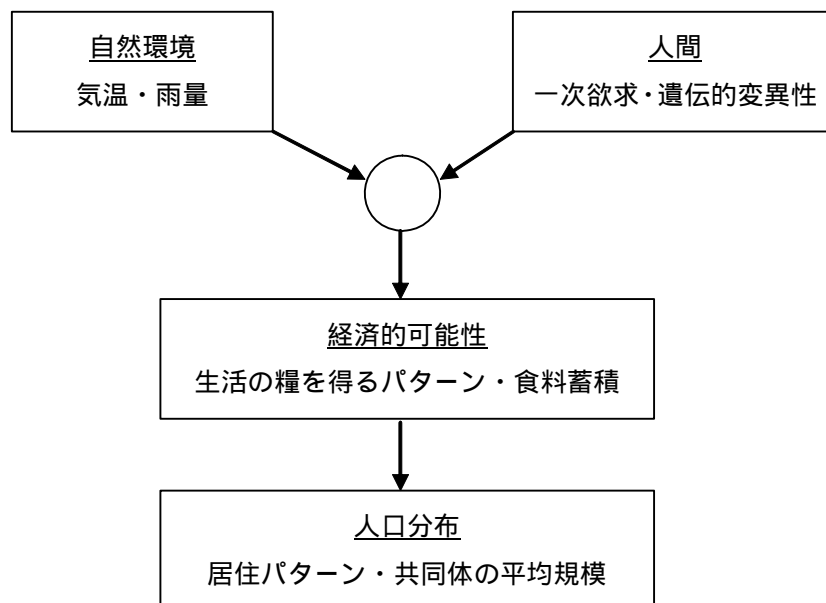 自然環境
気温・雨量
人間
一次欲求・遺伝的変異性
経済的可能性
生活の糧を得るパターン・食料蓄積
人口分布
居住パターン・共同体の平均規模